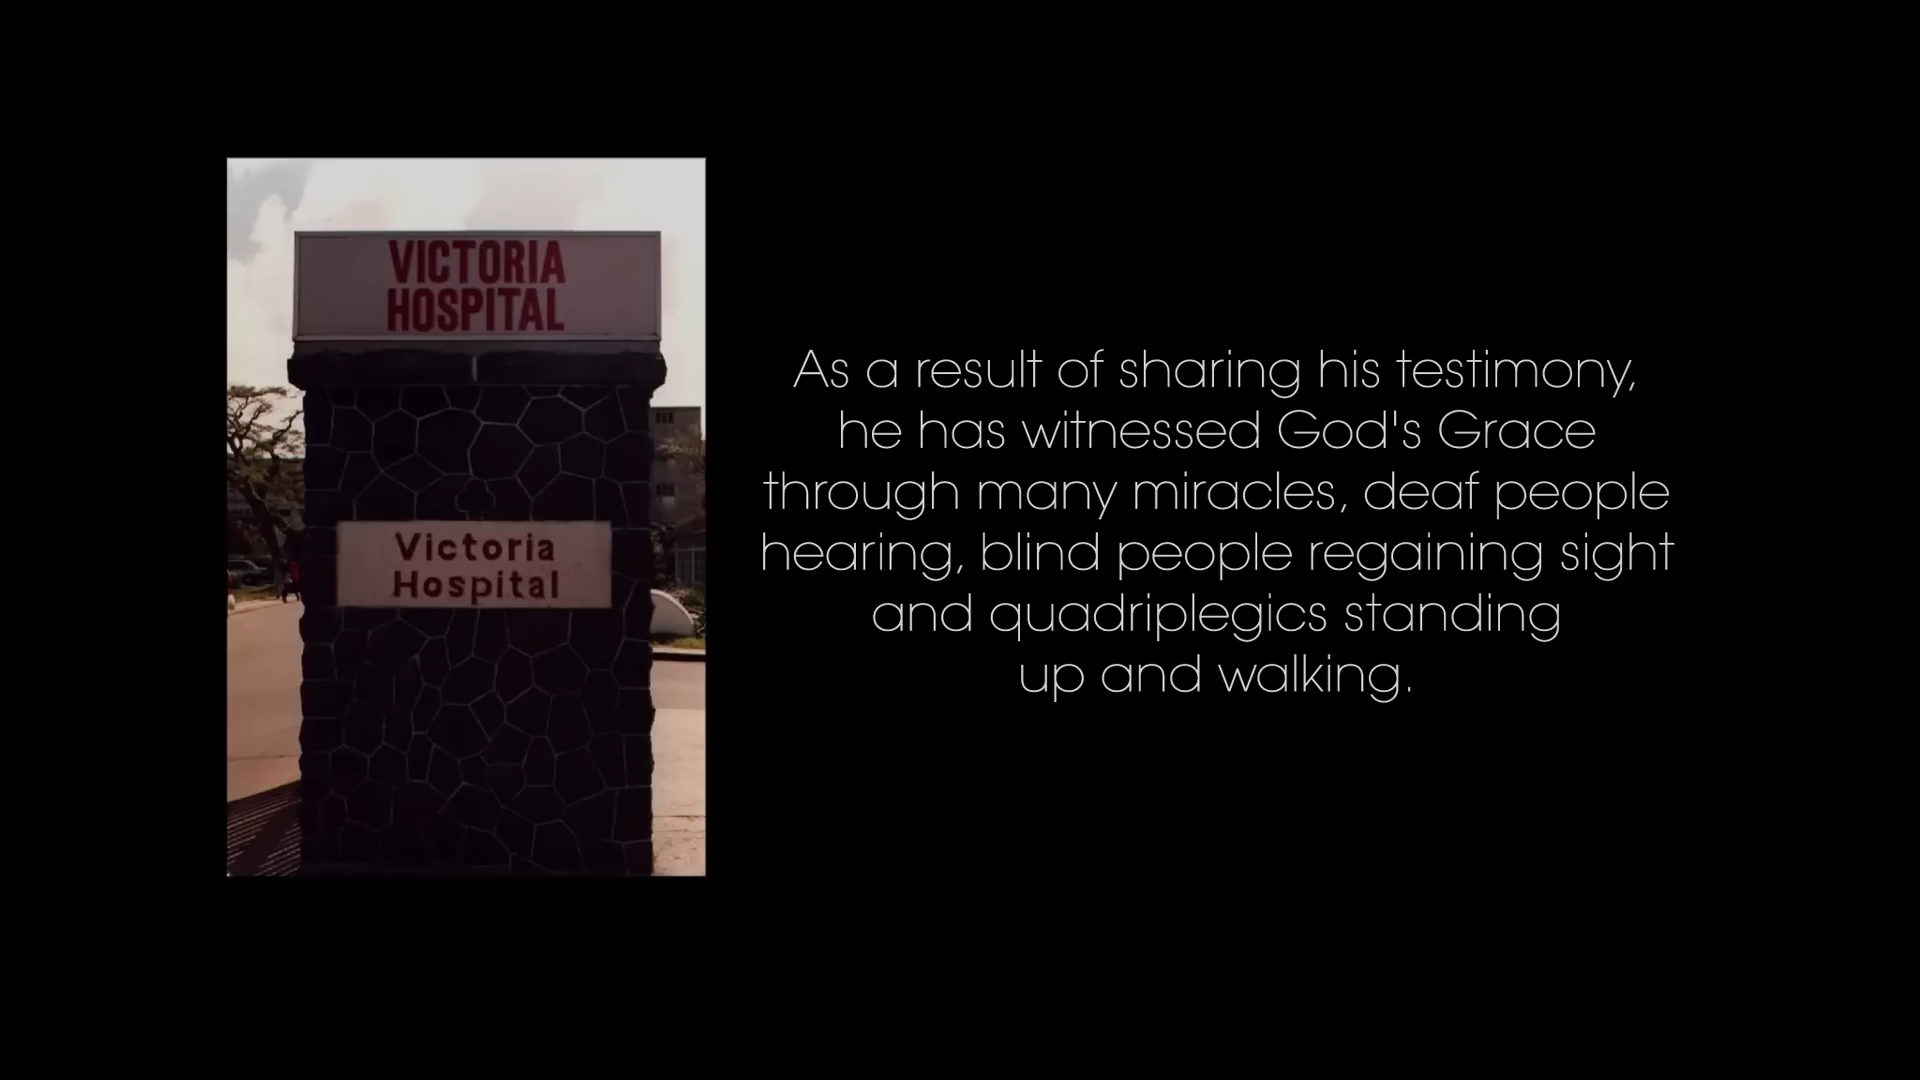 VICTORIA
HOSPITAL
Victoria
Hospital
As a result of sharing his testimony,
he has witnessed God's Grace
through many miracles, deaf people
hearing, blind people regaining sight
and quadriplegics standing
up and walking.